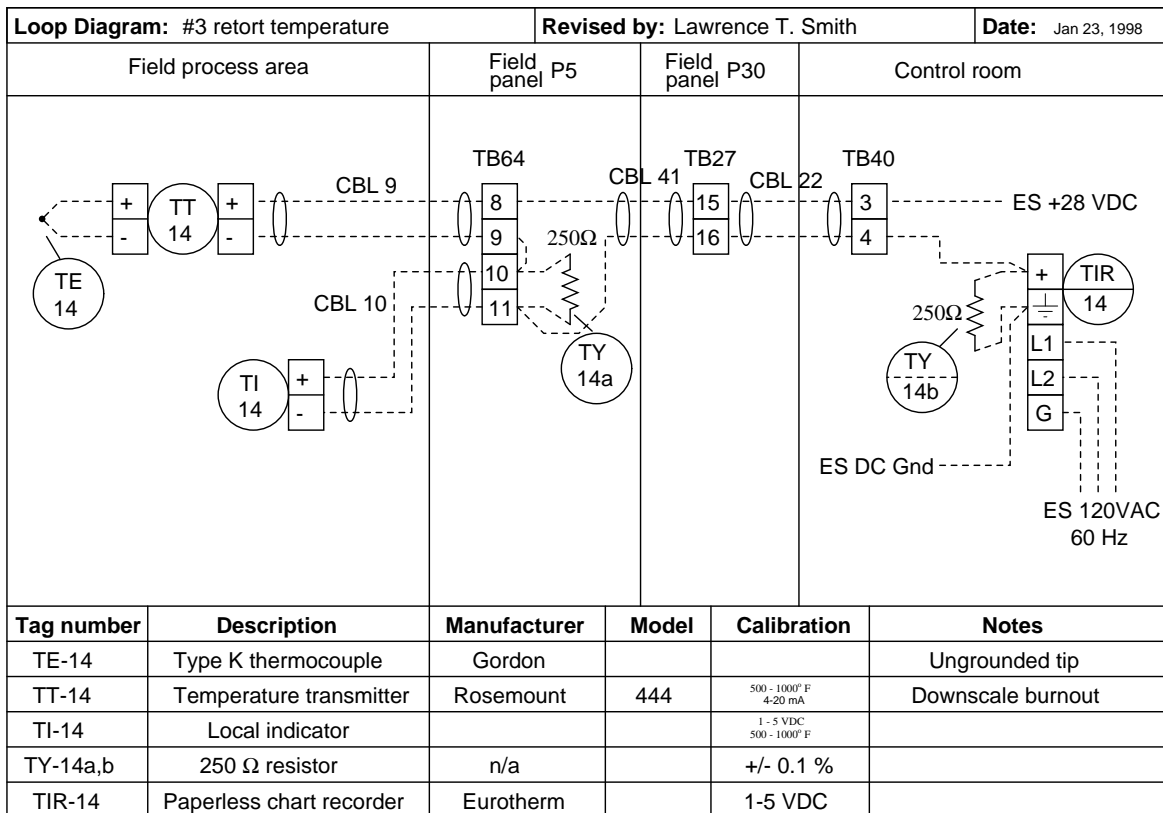 Loop Diagram: #3 retort temperature Revised by: Lawrence T. Smith Date: Jan 23, 1998
Field process area Field panel P5 Field panel P30 Control room
TB64 TB27 TB40
CBL 9 CBL 41 CBL 22
+ TT 14 + 8 15 3 ES +28 VDC
- - 9 16 4
250Ω
TE 14
10 + TIR 14
CBL 10 11
250Ω
TY 14a
TY 14b
L1
L2
G
TI 14 +
-
ES DC Gnd
ES 120VAC
60 Hz
Tag number Description Manufacturer Model Calibration Notes
TE-14 Type K thermocouple Gordon Ungrounded tip
TT-14 Temperature transmitter Rosemount 444 500 - 1000° F 4-20 mA Downscale burnout
TI-14 Local indicator 1 - 5 VDC 500 - 1000° F
TY-14a,b 250 Ω resistor n/a +/- 0.1 %
TIR-14 Paperless chart recorder Eurotherm 1-5 VDC